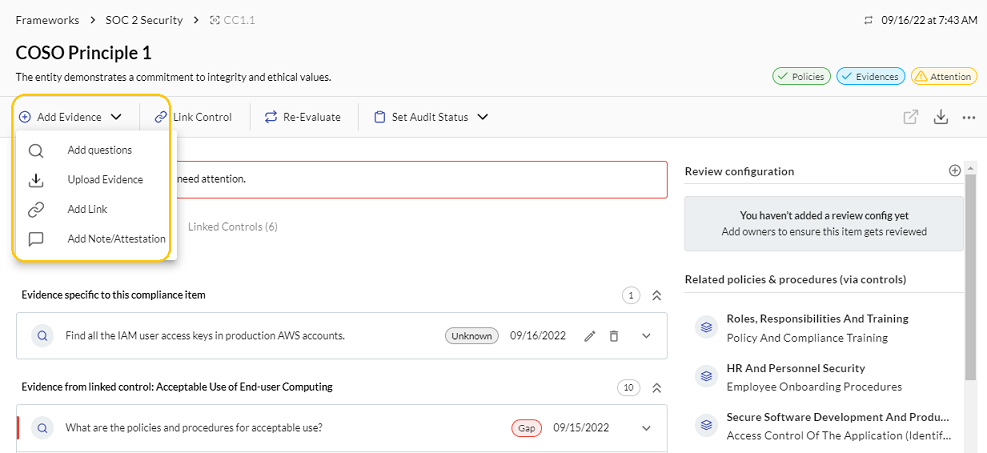 Frameworks > SOC 2 Security > CC1.1
09/16/22 at 7:43 AM
COSO Principle 1
The entity demonstrates a commitment to integrity and ethical values.
Policies Evidences Attention
Add Evidence Link Control Re-Evaluate Set Audit Status
Add questions
Upload Evidence
Add Link
Add Note/Attestation
need attention.
Linked Controls (6)
Evidence specific to this compliance item 1
Find all the IAM user access keys in production AWS accounts. Unknown 09/16/2022
Evidence from linked control: Acceptable Use of End-user Computing 10
What are the policies and procedures for acceptable use? Gap 09/15/2022
Review configuration
You haven't added a review config yet
Add owners to ensure this item gets reviewed
Related policies & procedures (via controls)
Roles, Responsibilities And Training
Policy And Compliance Training
HR And Personnel Security
Employee Onboarding Procedures
Secure Software Development And Produ...
Access Control Of The Application (Identif...